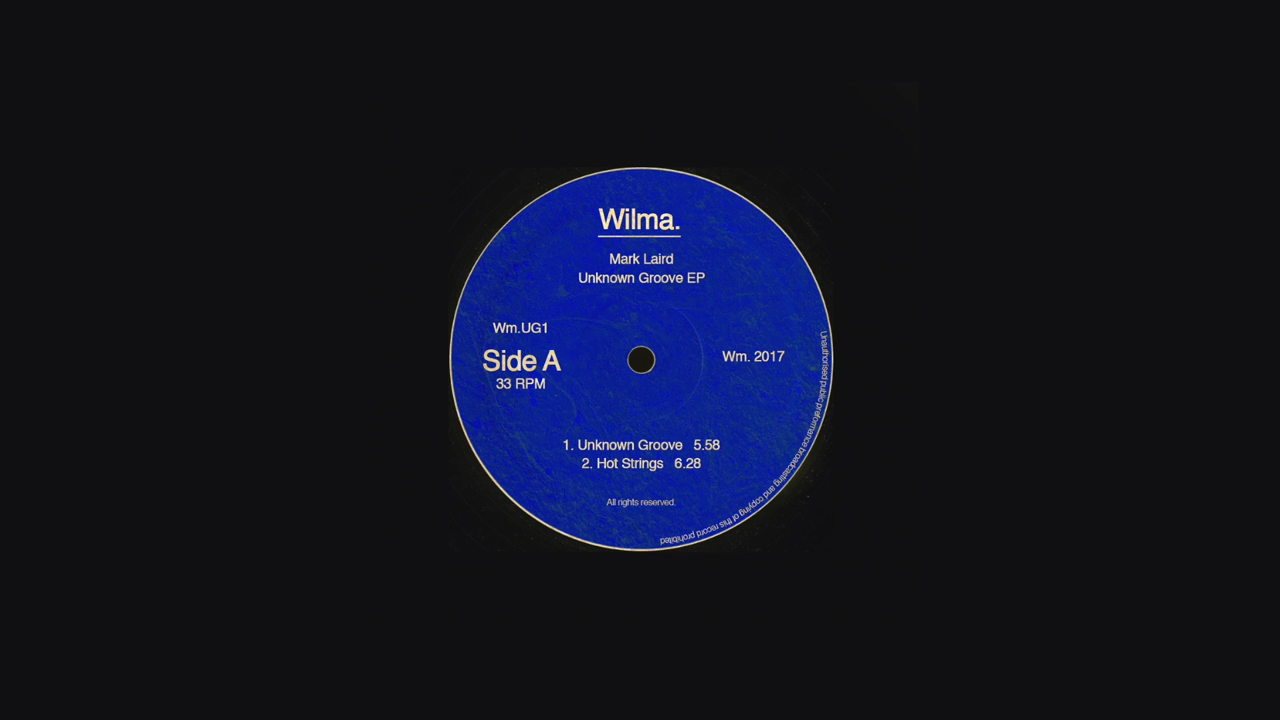 Wilma.
Mark Laird
Unknown Groove EP
Wm.UG1
Side A
33 RPM
Wm. 2017
1. Unknown Groove 5.58
2. Hot Strings 6.28
All rights reserved.
Unauthorised public praformance broadcasting and copying of this record prohibited